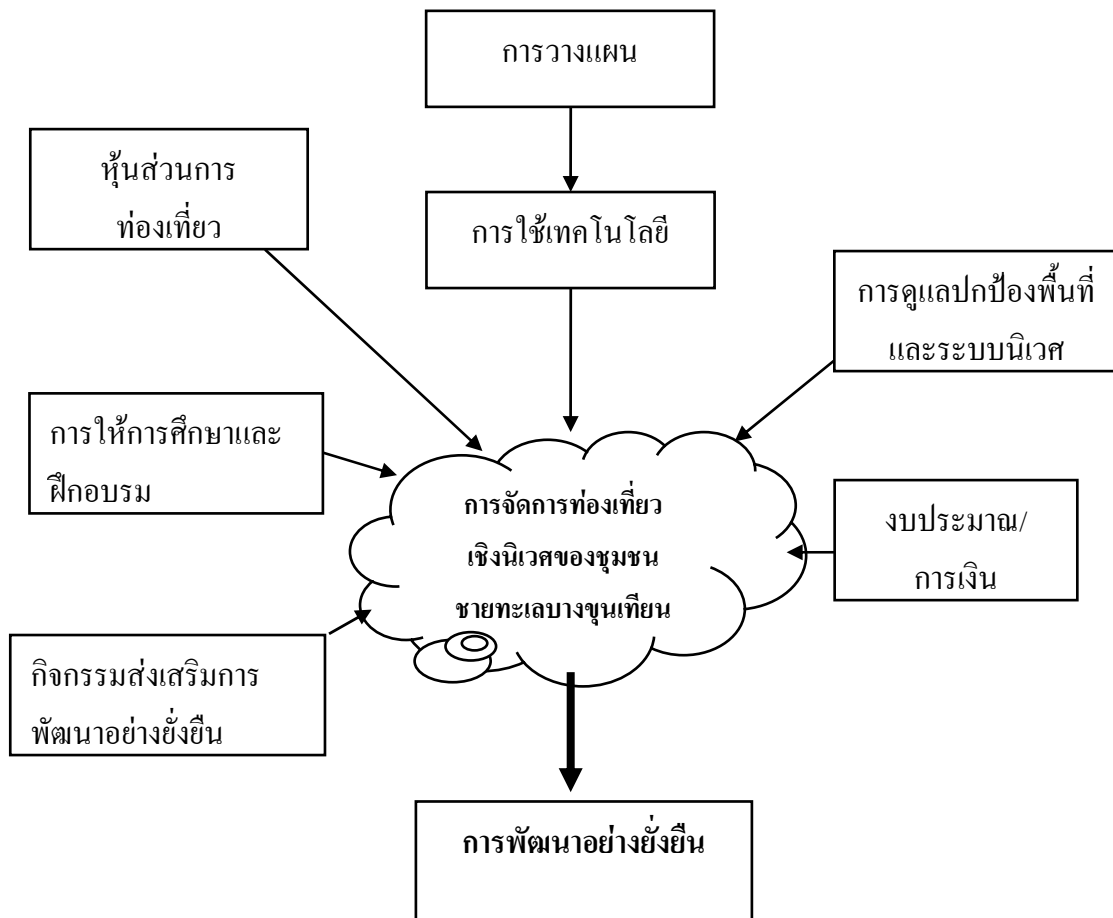 การวางแผน
หุ้นส่วนการ
ท่องเที่ยว
การใช้เทคโนโลยี
การดูแลปกป้องพื้นที่
และระบบนิเวศ
การให้การศึกษาและ
ฝึกอบรม
การจัดการท่องเที่ยว
เชิงนิเวศของชุมชน
ชายทะเลบางขุนเทียน
งบประมาณ/
การเงิน
กิจกรรมส่งเสริมการ
พัฒนาอย่างยั่งยืน
การพัฒนาอย่างยั่งยืน